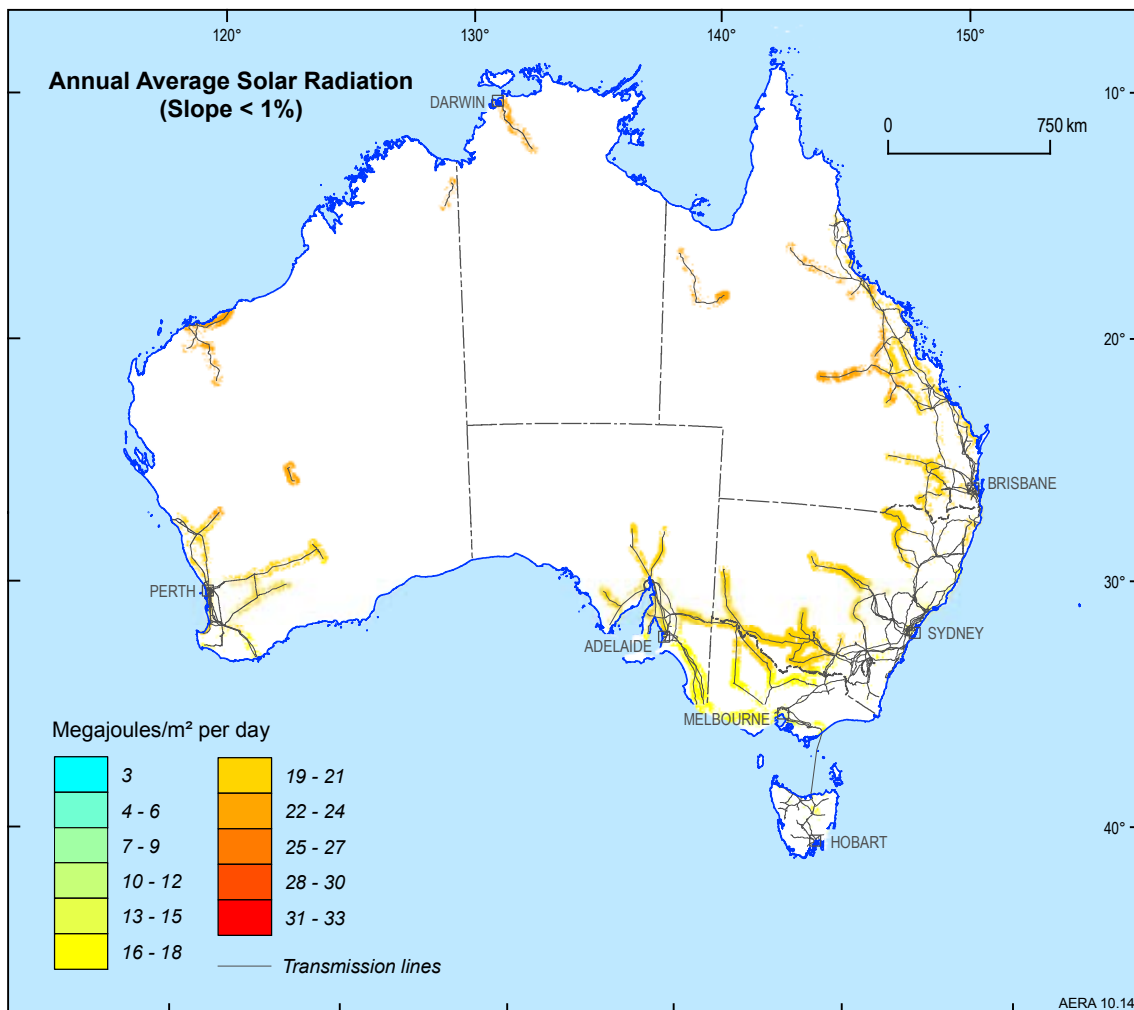 120°
130°
140°
150°
Annual Average Solar Radiation
(Slope < 1%)
DARWIN
10°
0
750 km
20°
BRISBANE
30°
PERTH
SYDNEY
ADELAIDE
MELBOURNE
40°
HOBART
Megajoules/m² per day
3
4 - 6
7 - 9
10 - 12
13 - 15
16 - 18
19 - 21
22 - 24
25 - 27
28 - 30
31 - 33
Transmission lines
AERA 10.14